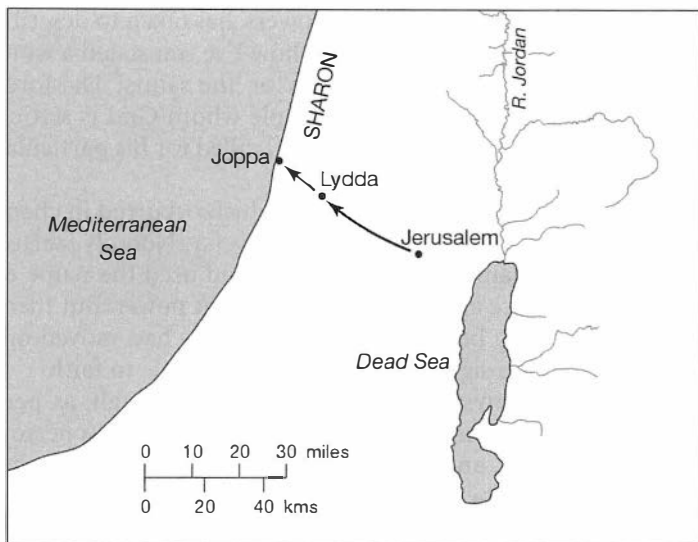 R. Jordan
SHARON
Joppa
Lydda
Mediterranean
Sea
Jerusalem
Dead Sea
0 10 20 30 miles
0 20 40 kms